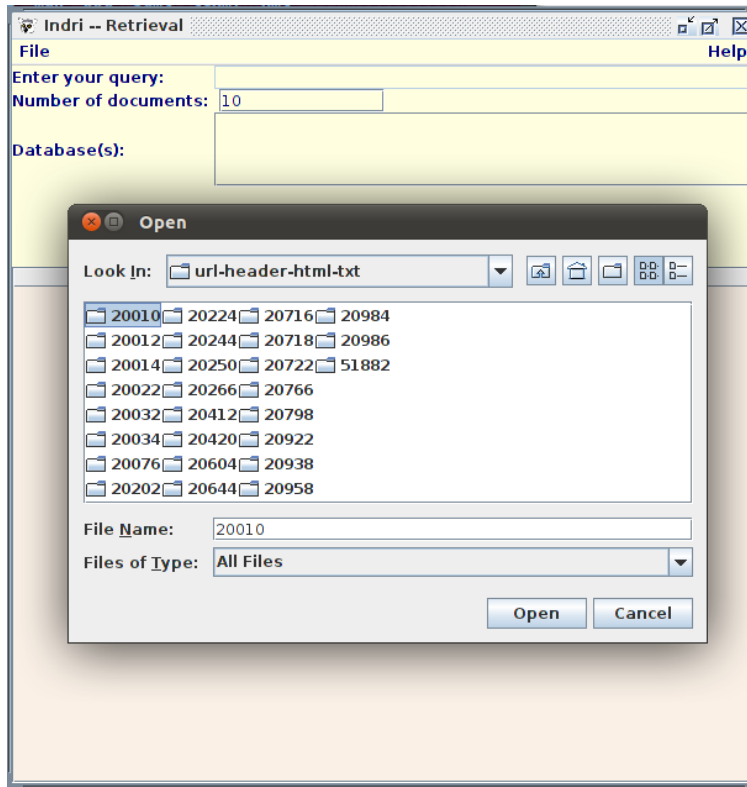 Indri -- Retrieval
File Help
Enter your query:
Number of documents: 10
Database(s):
Open
Look In: url-header-html-txt
20010 20224 20716 20984
20012 20244 20718 20986
20014 20250 20722 51882
20022 20266 20766
20032 20412 20798
20034 20420 20922
20076 20604 20938
20202 20644 20958
File Name: 20010
Files of Type: All Files
Open Cancel